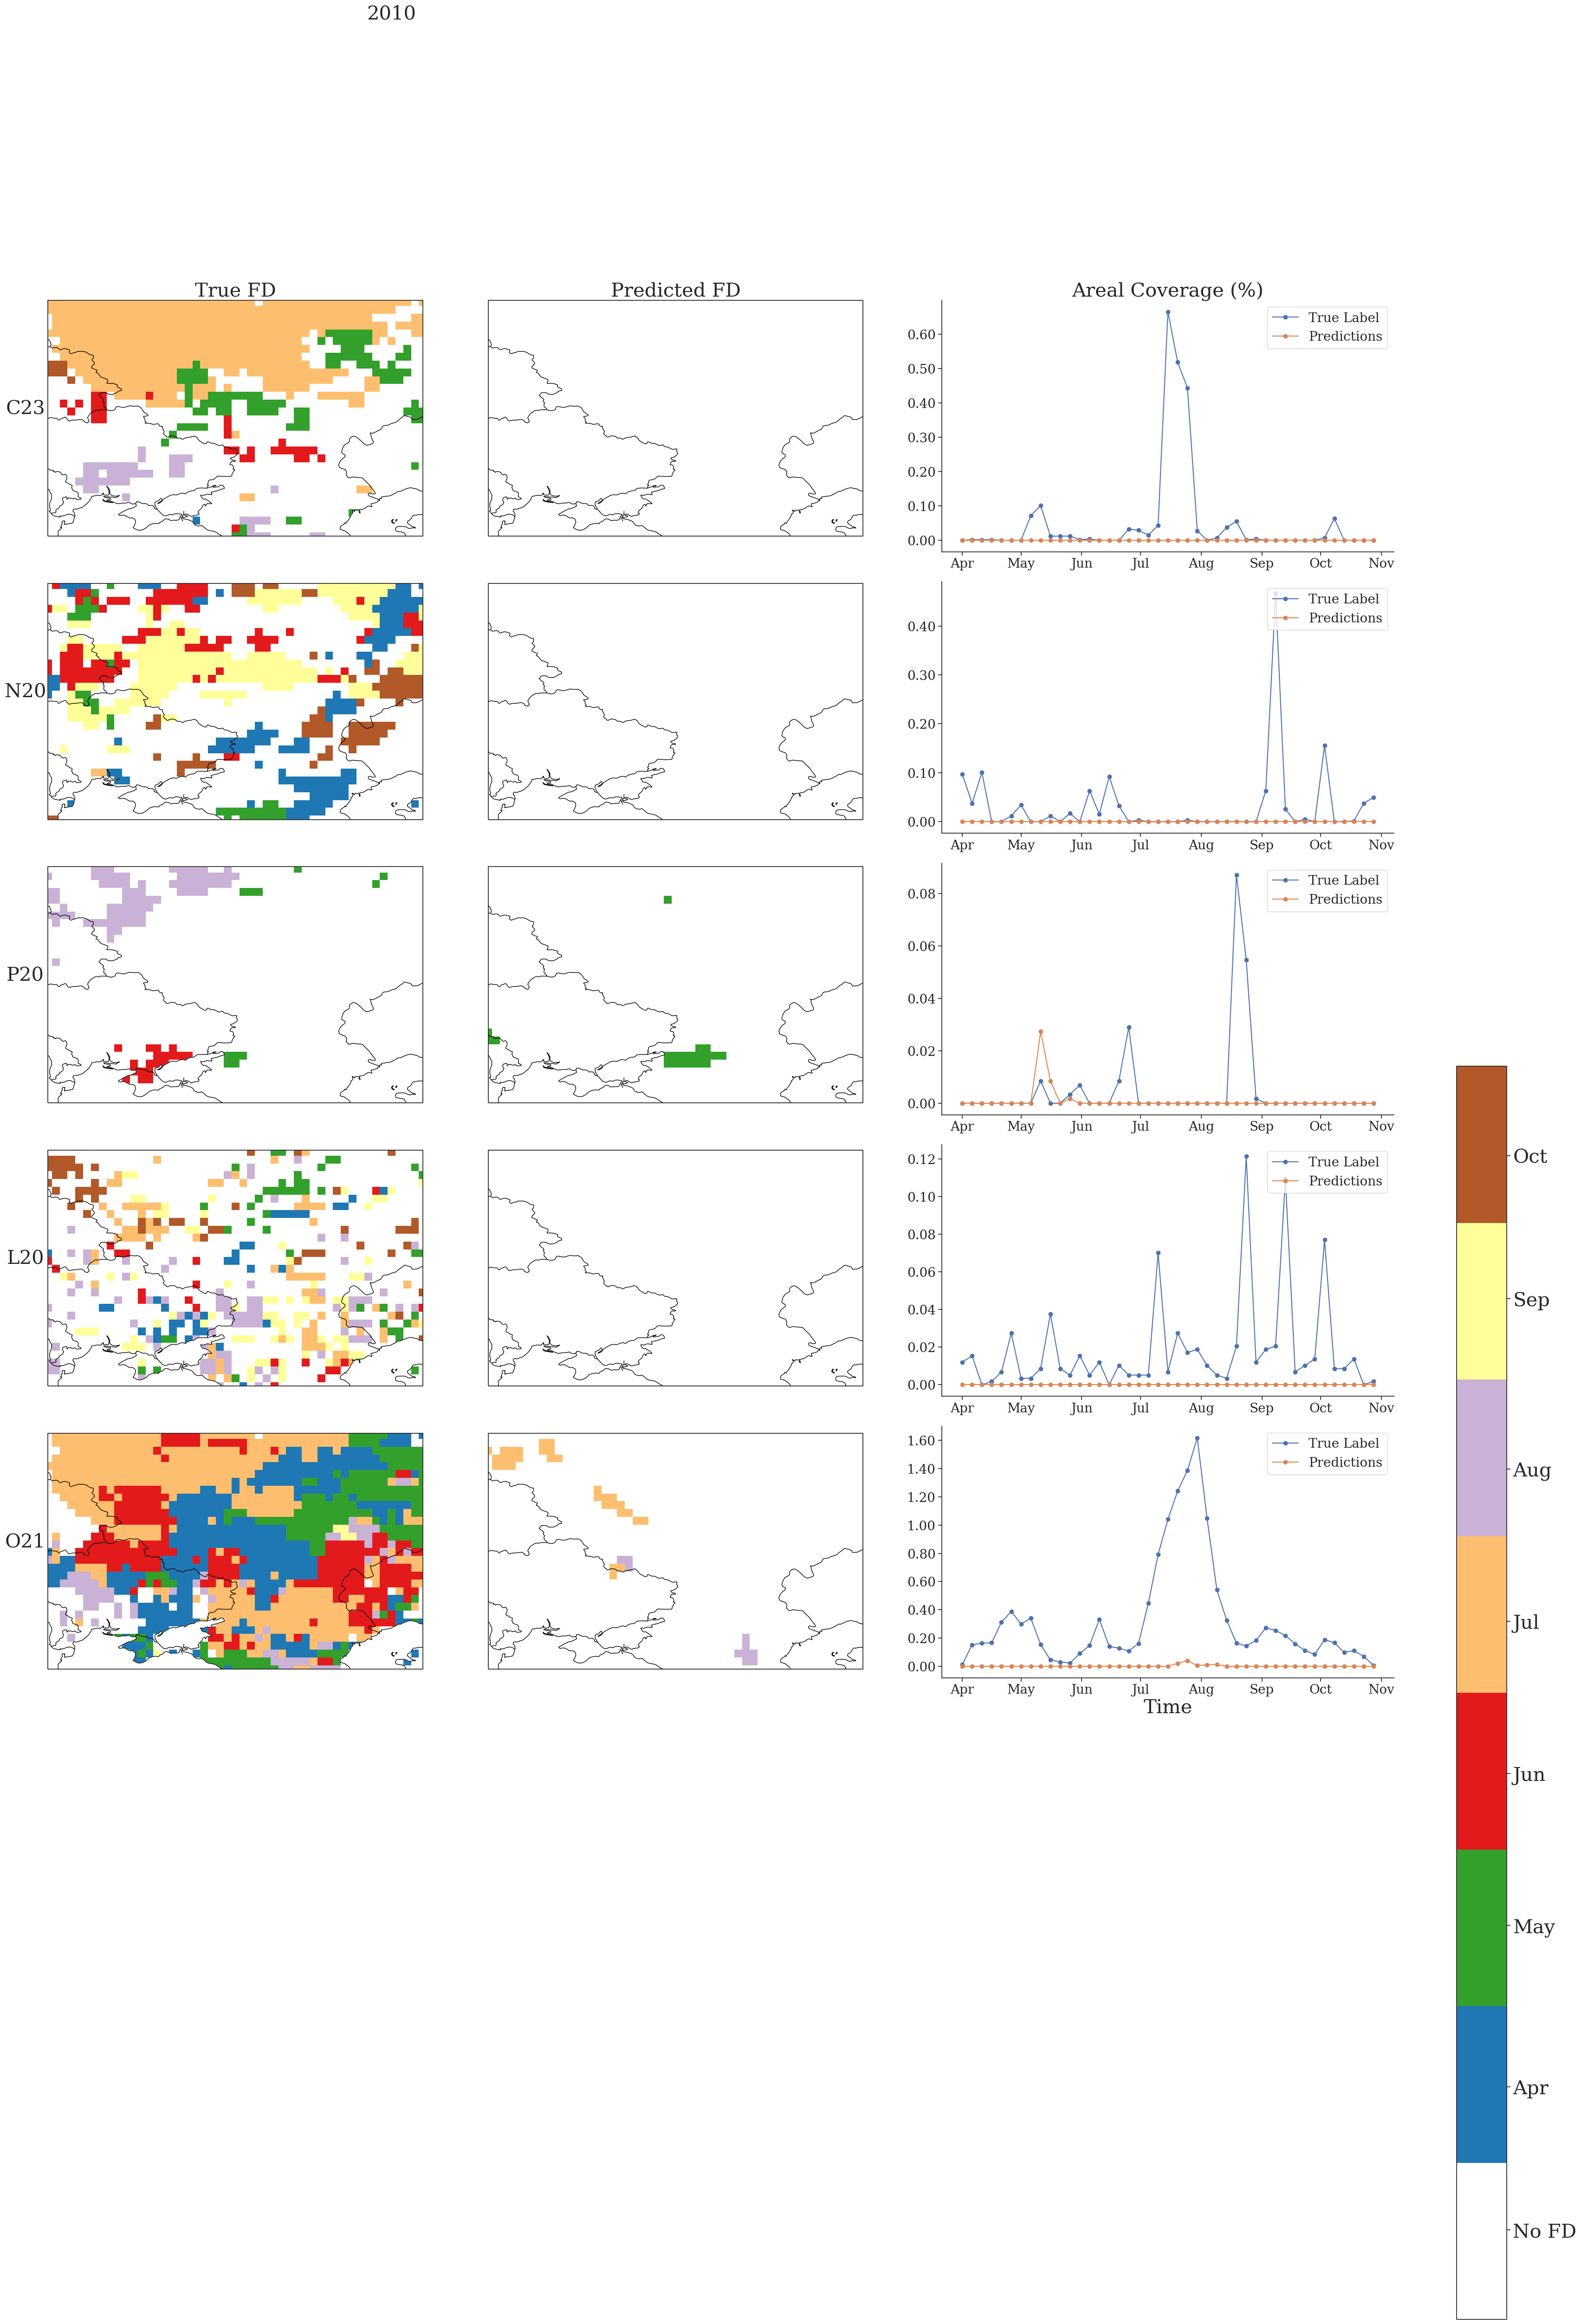 2010
True FD
Predicted FD
Areal Coverage (%)
C23
0.60
0.50
0.40
0.30
0.20
0.10
0.00
True Label
Predictions
Apr May Jun Jul Aug Sep Oct Nov
N20
0.40
0.30
0.20
0.10
0.00
True Label
Predictions
Apr May Jun Jul Aug Sep Oct Nov
P20
0.08
0.06
0.04
0.02
0.00
True Label
Predictions
Apr May Jun Jul Aug Sep Oct Nov
L20
0.12
0.10
0.08
0.06
0.04
0.02
0.00
True Label
Predictions
Apr May Jun Jul Aug Sep Oct Nov
O21
1.60
1.40
1.20
1.00
0.80
0.60
0.40
0.20
0.00
True Label
Predictions
Apr May Jun Jul Aug Sep Oct Nov
Time
Oct
Sep
Aug
Jul
Jun
May
Apr
No FD